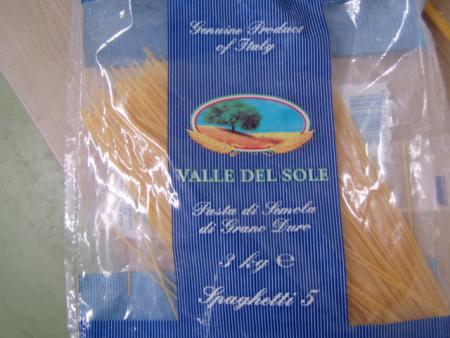 Genuine Product
of Italy
VALLE DEL SOLE
Pasta di Semola
di Grano Duro
3 kg ℮
Spaghetti 5